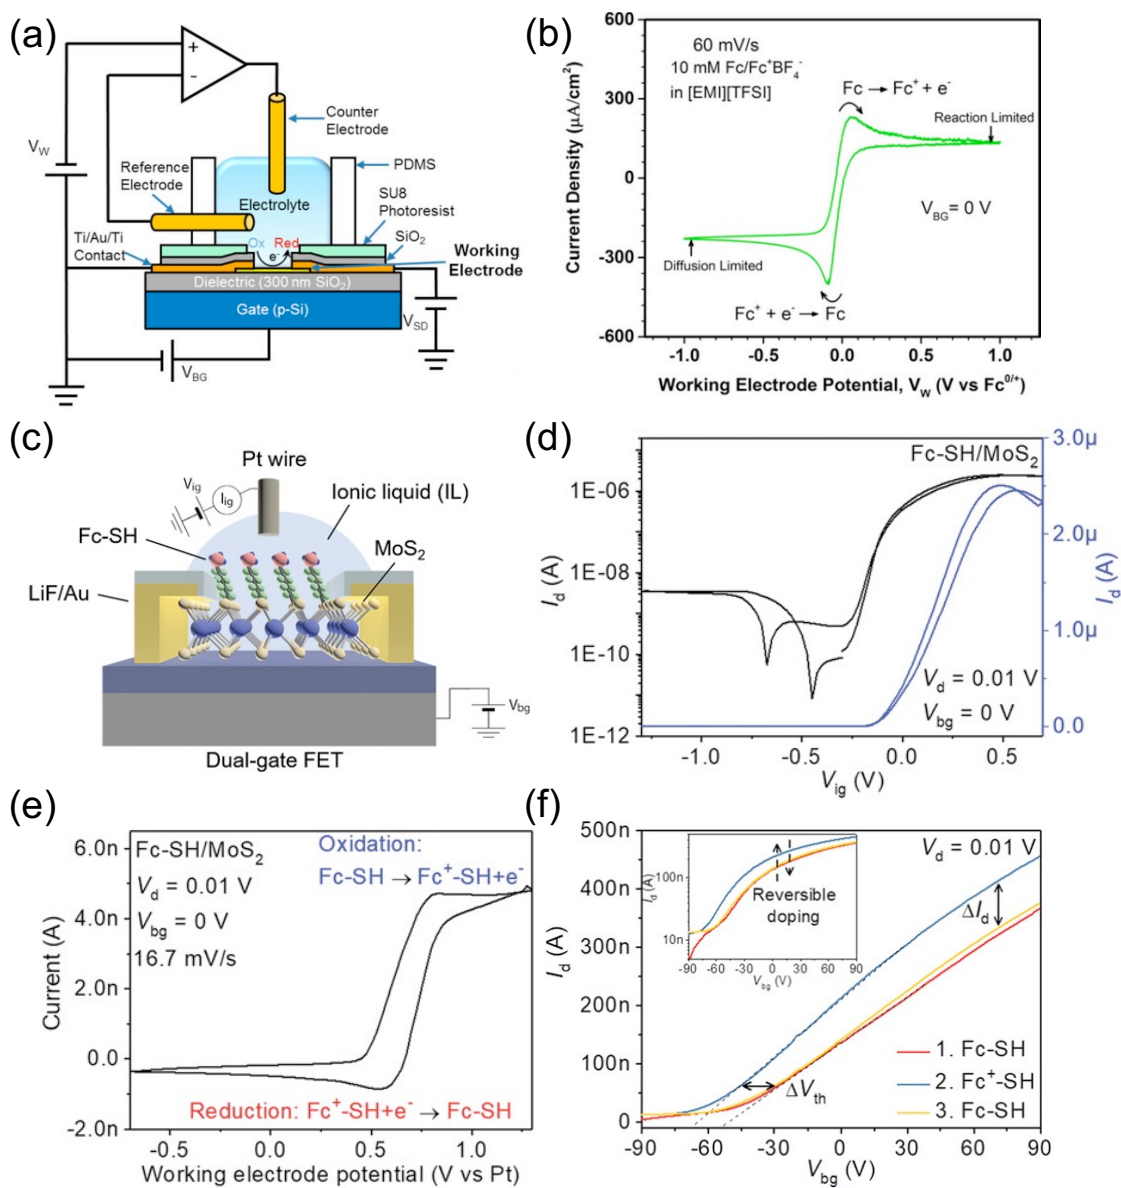 (a)
+
-
V_W
Counter
Electrode
PDMS
Reference
Electrode
Electrolyte
SU8
Photoresist
Ti/Au/Ti
Contact
Ox
Red
e-
SiO₂
Working
Electrode
Dielectric (300 nm SiO₂)
Gate (p-Si)
V_SD
V_BG
(b)
600
300
0
-300
-600
Current Density (μA/cm²)
60 mV/s
10 mM Fc/Fc⁺BF₄⁻
in [EMI][TFSI]
Fc → Fc⁺ + e⁻
Reaction Limited
V_BG= 0 V
Diffusion Limited
Fc⁺ + e⁻ → Fc
-1.0
-0.5
0.0
0.5
1.0
Working Electrode Potential, V_W (V vs Fc⁰/⁺)
(c)
Pt wire
V_ig
I_ig
Ionic liquid (IL)
Fc-SH
MoS₂
LiF/Au
V_bg
Dual-gate FET
(d)
Fc-SH/MoS₂
1E-06
1E-08
1E-10
1E-12
I_d (A)
3.0μ
2.0μ
1.0μ
0.0
I_d (A)
V_d = 0.01 V
V_bg = 0 V
-1.0
-0.5
0.0
0.5
V_ig (V)
(e)
6.0n
4.0n
2.0n
0.0
-2.0n
Current (A)
Fc-SH/MoS₂
V_d = 0.01 V
V_bg = 0 V
16.7 mV/s
Oxidation:
Fc-SH → Fc⁺-SH+e⁻
Reduction: Fc⁺-SH+e⁻ → Fc-SH
-0.5
0.0
0.5
1.0
Working electrode potential (V vs Pt)
(f)
500n
400n
300n
200n
100n
0
I_d (A)
V_d = 0.01 V
100n
10n
I_d (A)
Reversible
doping
-90
-60
-30
0
30
60
90
V_bg (V)
ΔI_d
ΔV_th
1. Fc-SH
2. Fc⁺-SH
3. Fc-SH
-90
-60
-30
0
30
60
90
V_bg (V)